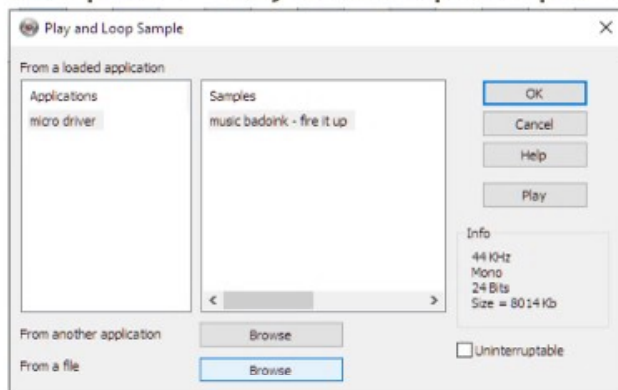 Play and Loop Sample
From a loaded application
Applications
micro driver
Samples
music badoink - fire it up
OK
Cancel
Help
Play
Info
44 KHz
Mono
24 Bits
Size = 8014 Kb
From another application
Browse
From a file
Browse
Uninterruptable